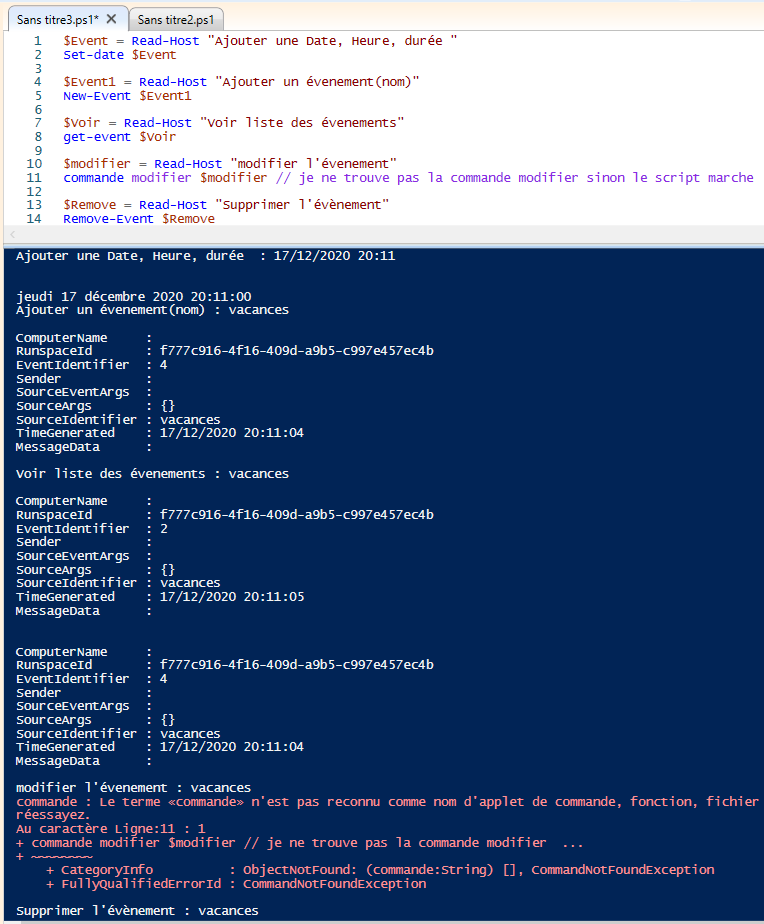 Sans titre3.ps1* X Sans titre2.ps1
1 $Event = Read-Host "Ajouter une Date, Heure, durée "
2 Set-date $Event
3
4 $Event1 = Read-Host "Ajouter un évenement(nom)"
5 New-Event $Event1
6
7 $Voir = Read-Host "Voir liste des évenements"
8 get-event $Voir
9
10 $modifier = Read-Host "modifier l'évenement"
11 commande modifier $modifier // je ne trouve pas la commande modifier sinon le script marche
12
13 $Remove = Read-Host "Supprimer l'évènement"
14 Remove-Event $Remove
Ajouter une Date, Heure, durée  : 17/12/2020 20:11
jeudi 17 décembre 2020 20:11:00
Ajouter un évenement(nom) : vacances
ComputerName     :
RunspaceId       : f777c916-4f16-409d-a9b5-c997e457ec4b
EventIdentifier  : 4
Sender           :
SourceEventArgs  :
SourceArgs       : {}
SourceIdentifier : vacances
TimeGenerated    : 17/12/2020 20:11:04
MessageData      :
Voir liste des évenements : vacances
ComputerName     :
RunspaceId       : f777c916-4f16-409d-a9b5-c997e457ec4b
EventIdentifier  : 2
Sender           :
SourceEventArgs  :
SourceArgs       : {}
SourceIdentifier : vacances
TimeGenerated    : 17/12/2020 20:11:05
MessageData      :
ComputerName     :
RunspaceId       : f777c916-4f16-409d-a9b5-c997e457ec4b
EventIdentifier  : 4
Sender           :
SourceEventArgs  :
SourceArgs       : {}
SourceIdentifier : vacances
TimeGenerated    : 17/12/2020 20:11:04
MessageData      :
modifier l'évenement : vacances
commande : Le terme «commande» n'est pas reconnu comme nom d'applet de commande, fonction, fichier
réessayez.
Au caractère Ligne:11 : 1
+ commande modifier $modifier // je ne trouve pas la commande modifier  ...
+ ~~~~~~~~
    + CategoryInfo          : ObjectNotFound: (commande:String) [], CommandNotFoundException
    + FullyQualifiedErrorId : CommandNotFoundException
Supprimer l'évènement : vacances